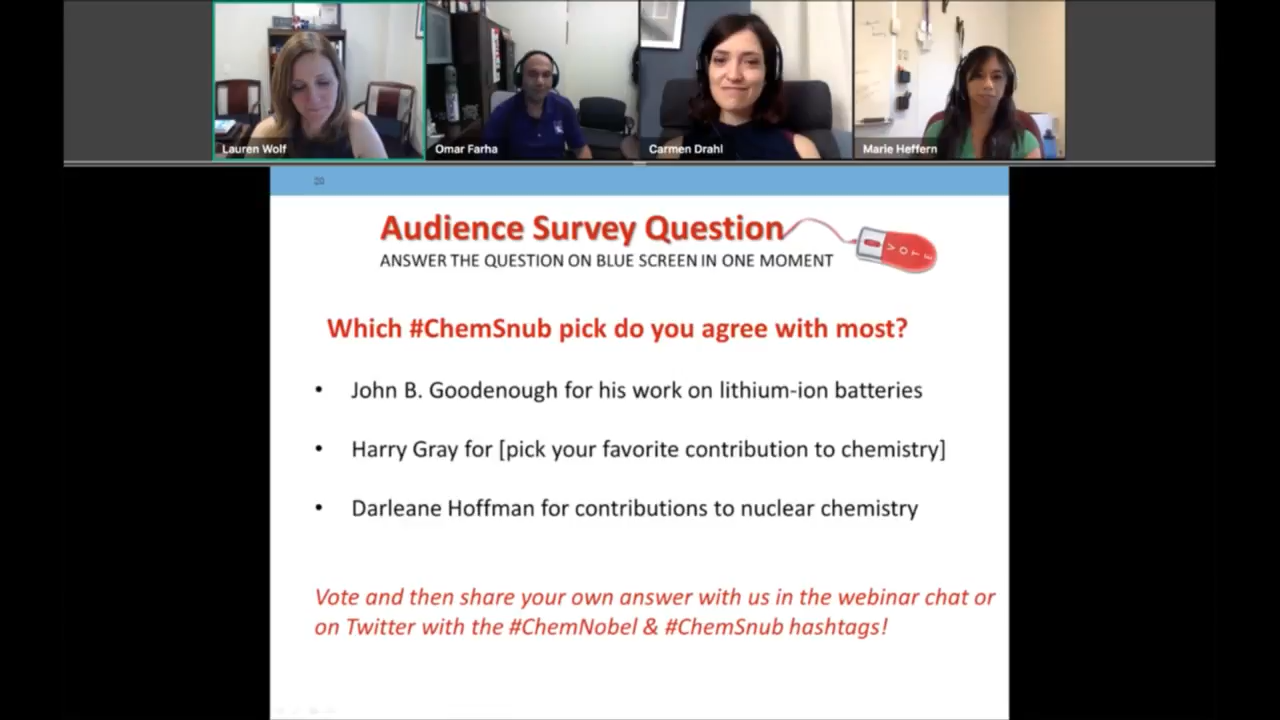 Lauren Wolf
Omar Farha
Carmen Drahl
Marie Heffern
20
Audience Survey Question
VOTE
ANSWER THE QUESTION ON BLUE SCREEN IN ONE MOMENT
Which #ChemSnub pick do you agree with most?
• John B. Goodenough for his work on lithium-ion batteries
• Harry Gray for [pick your favorite contribution to chemistry]
• Darleane Hoffman for contributions to nuclear chemistry
Vote and then share your own answer with us in the webinar chat or
on Twitter with the #ChemNobel & #ChemSnub hashtags!